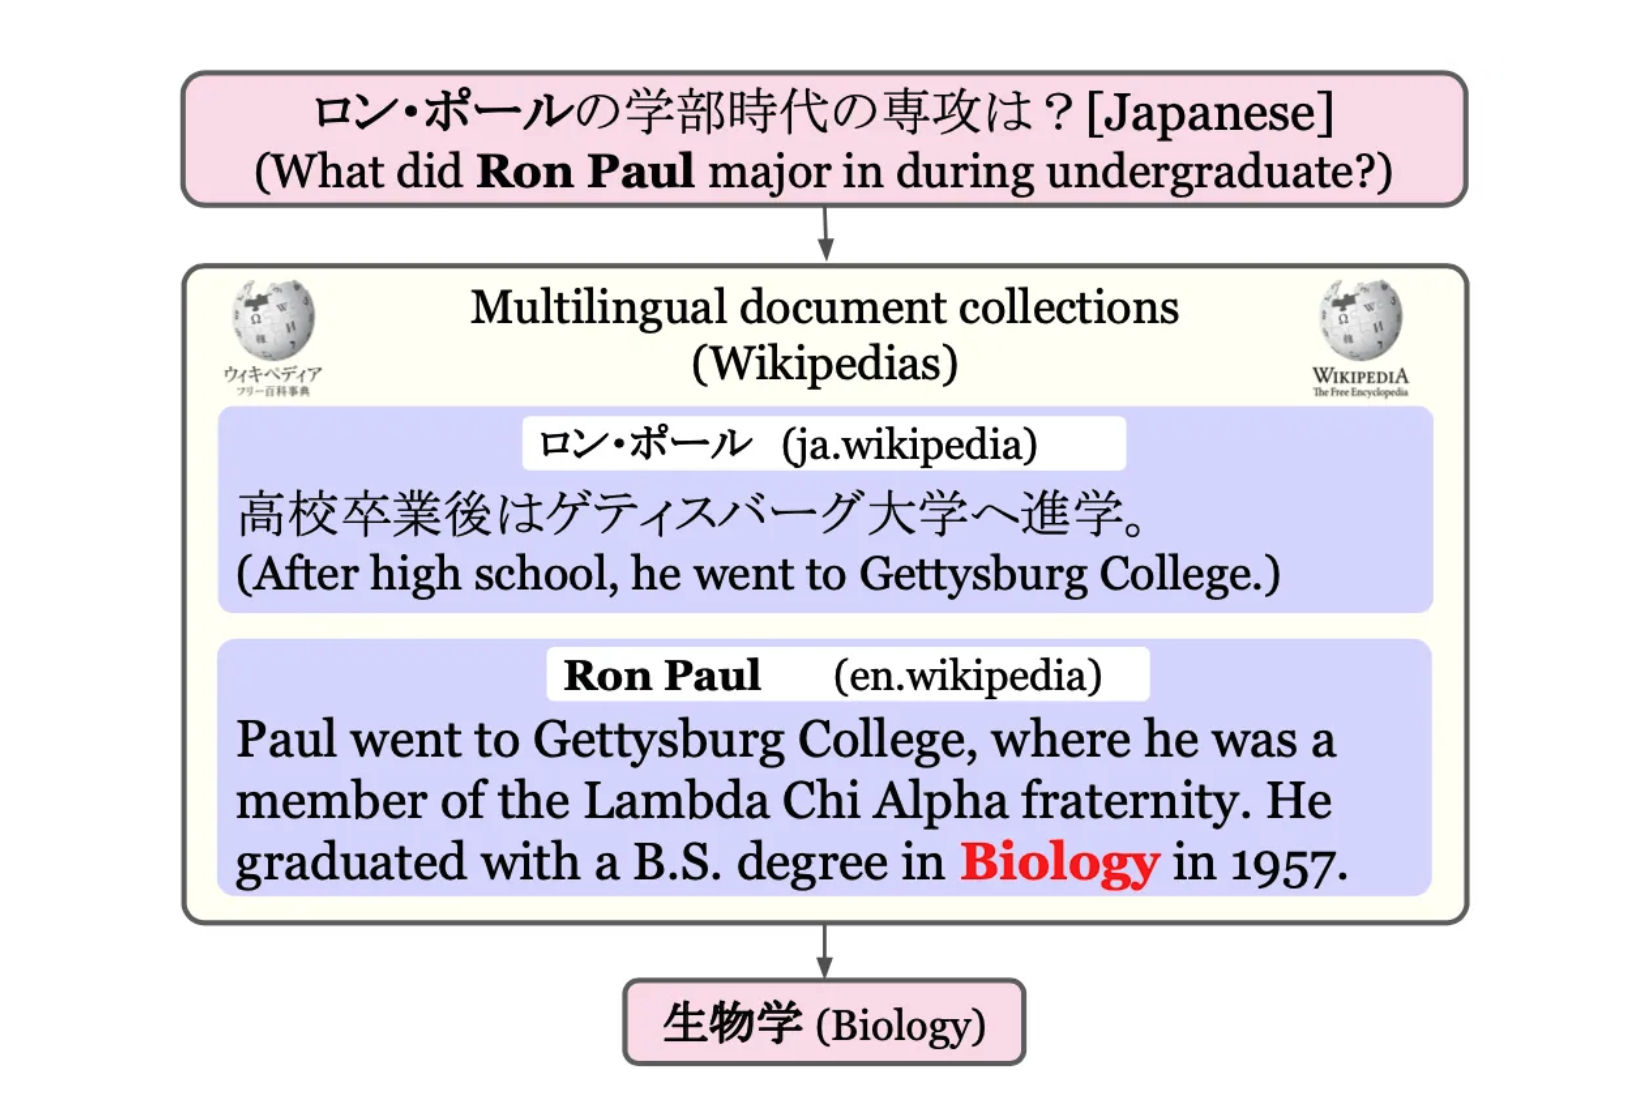 ロン・ポールの学部時代の専攻は？[Japanese]
(What did Ron Paul major in during undergraduate?)
Multilingual document collections
(Wikipedias)
ウィキペディア
フリー百科事典
WIKIPEDIA
The Free Encyclopedia
ロン・ポール (ja.wikipedia)
高校卒業後はゲティスバーグ大学へ進学。
(After high school, he went to Gettysburg College.)
Ron Paul (en.wikipedia)
Paul went to Gettysburg College, where he was a
member of the Lambda Chi Alpha fraternity. He
graduated with a B.S. degree in Biology in 1957.
生物学 (Biology)